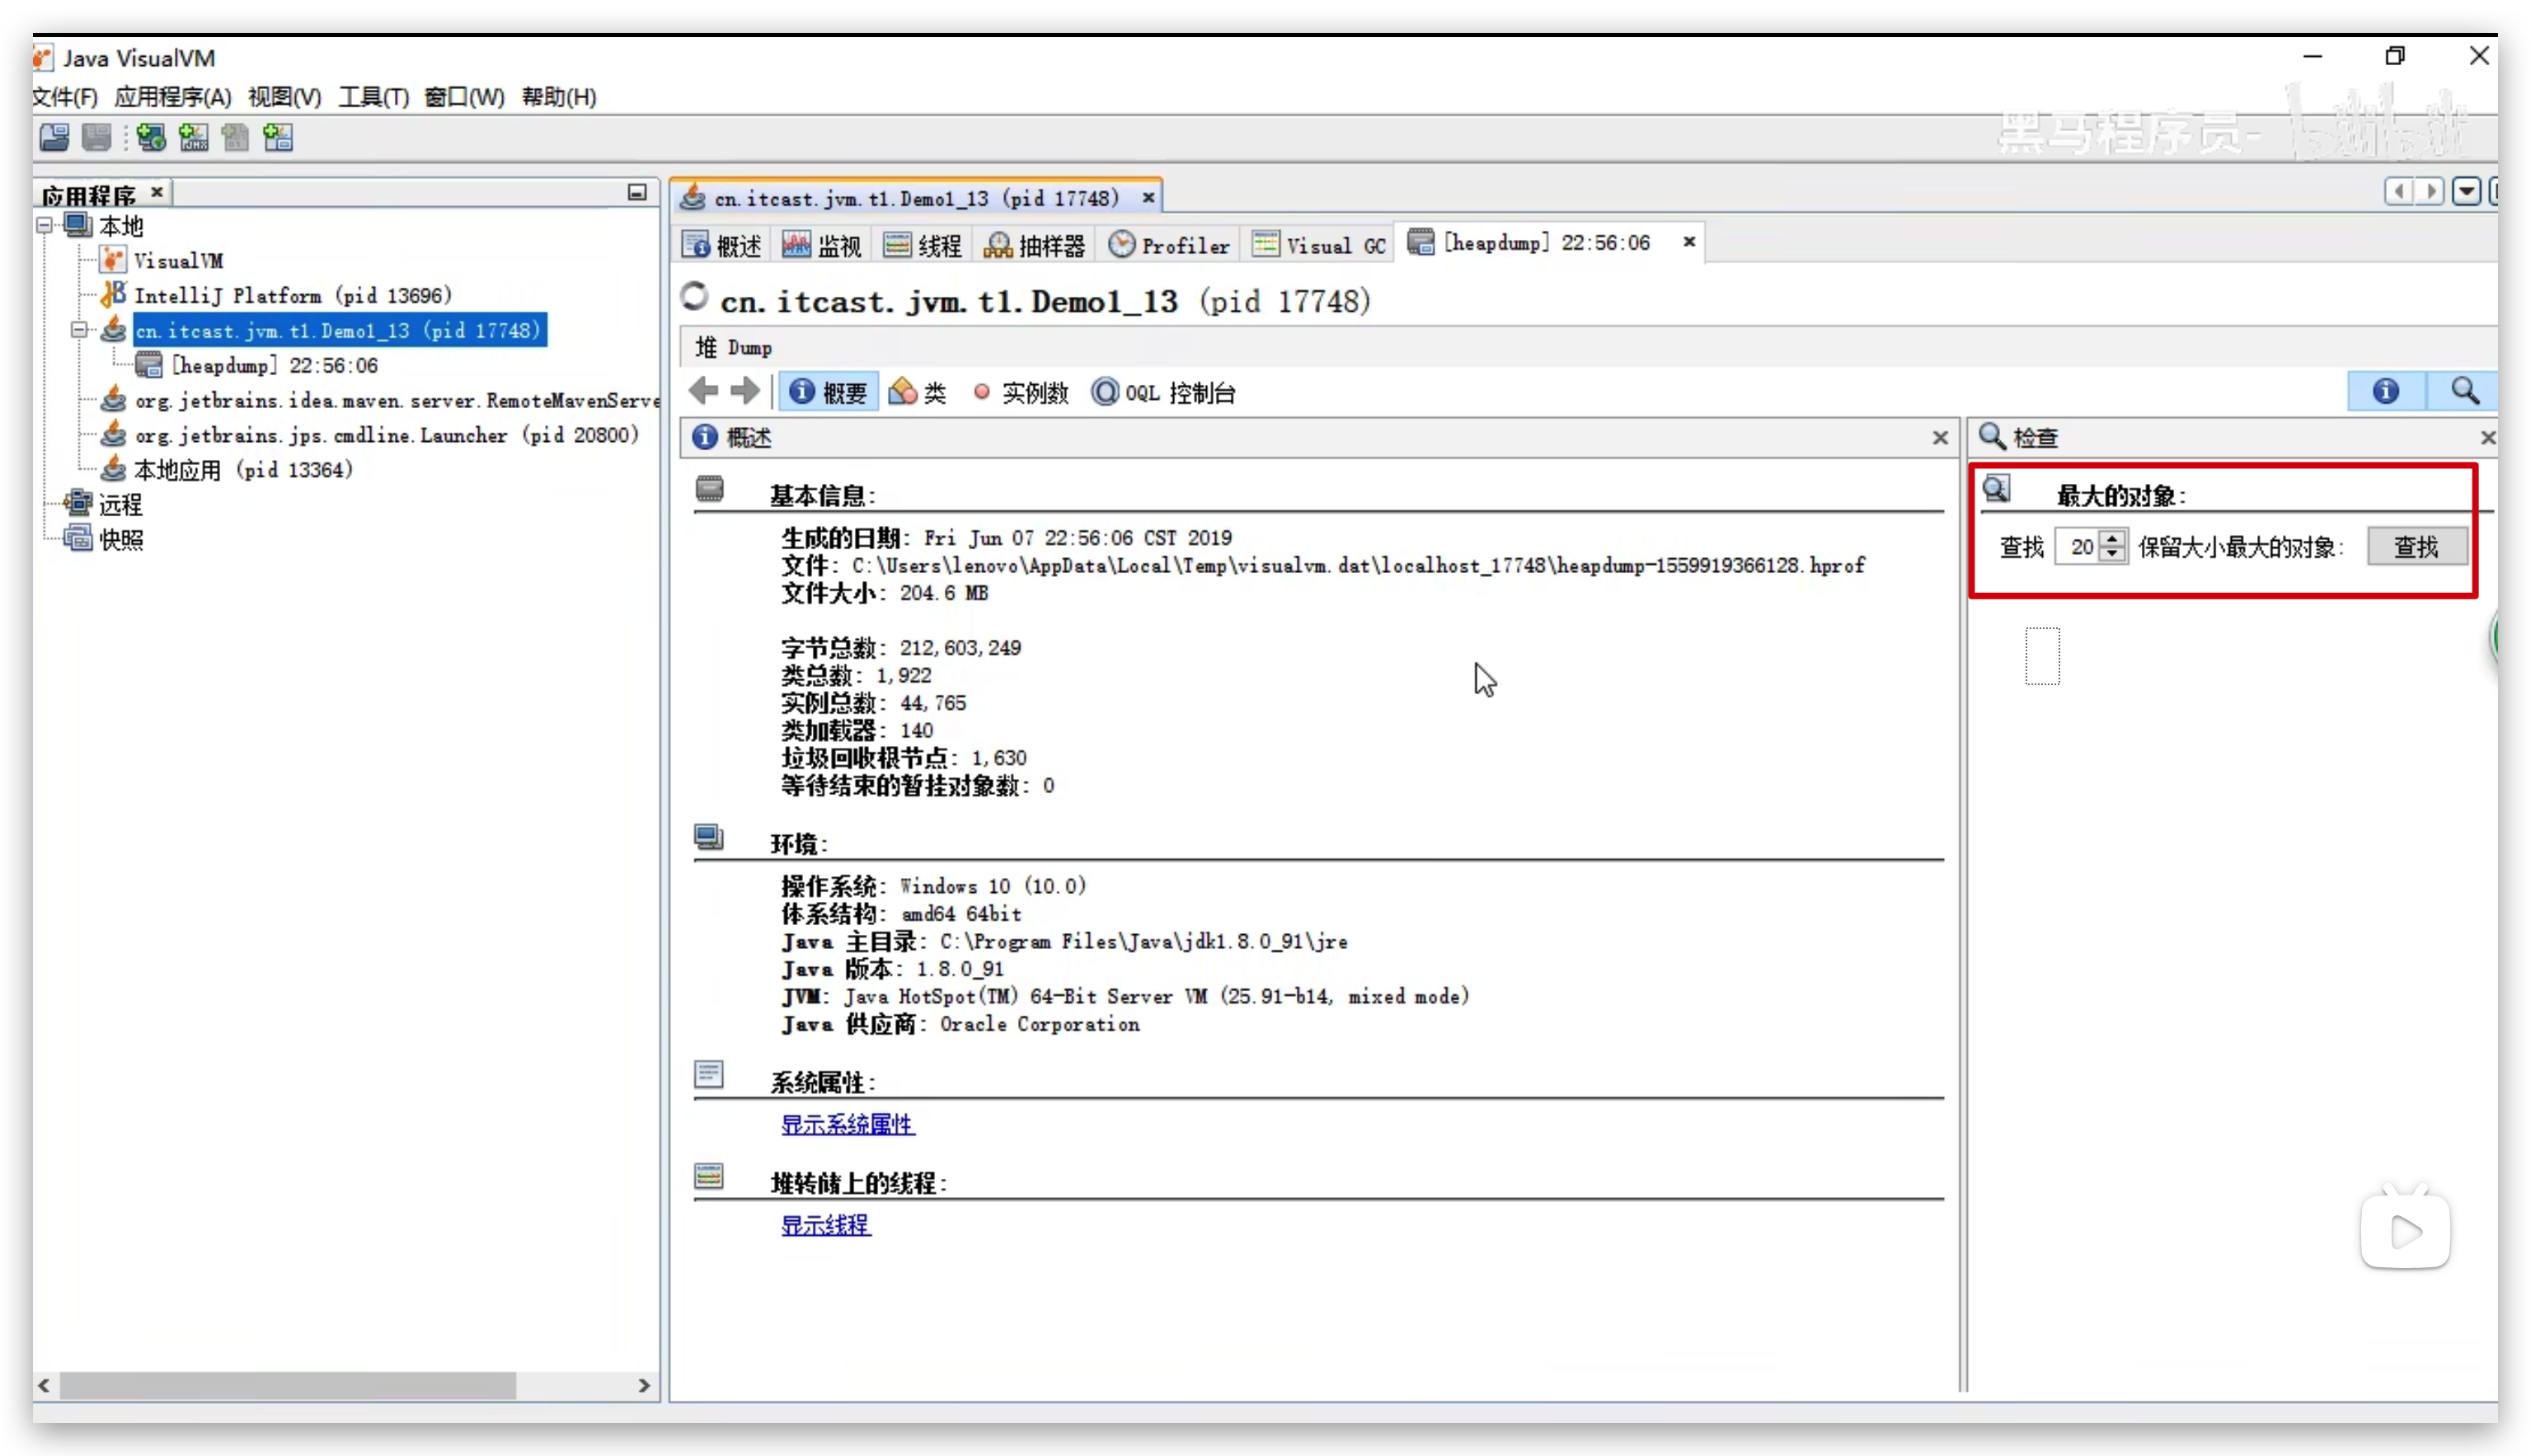 Java VisualVM
文件(F) 应用程序(A) 视图(V) 工具(T) 窗口(W) 帮助(H)
黑马程序员- bilibili
应用程序
本地
VisualVM
IntelliJ Platform (pid 13696)
cn.itcast.jvm.t1.Demo1_13 (pid 17748)
[heapdump] 22:56:06
org.jetbrains.idea.maven.server.RemoteMavenServe
org.jetbrains.jps.cmdline.Launcher (pid 20800)
本地应用 (pid 13364)
远程
快照
cn.itcast.jvm.t1.Demo1_13 (pid 17748)
概述 监视 线程 抽样器 Profiler Visual GC [heapdump] 22:56:06
cn.itcast.jvm.t1.Demo1_13 (pid 17748)
堆 Dump
概要 类 实例数 OQL 控制台
概述
基本信息:
生成的日期: Fri Jun 07 22:56:06 CST 2019
文件: C:\Users\lenovo\AppData\Local\Temp\visualvm.dat\localhost_17748\heapdump-1559919366128.hprof
文件大小: 204.6 MB
字节总数: 212,603,249
类总数: 1,922
实例总数: 44,765
类加载器: 140
垃圾回收根节点: 1,630
等待结束的暂挂对象数: 0
环境:
操作系统: Windows 10 (10.0)
体系结构: amd64 64bit
Java 主目录: C:\Program Files\Java\jdk1.8.0_91\jre
Java 版本: 1.8.0_91
JVM: Java HotSpot(TM) 64-Bit Server VM (25.91-b14, mixed mode)
Java 供应商: Oracle Corporation
系统属性:
显示系统属性
堆转储上的线程:
显示线程
检查
最大的对象:
查找 20 保留大小最大的对象: 查找